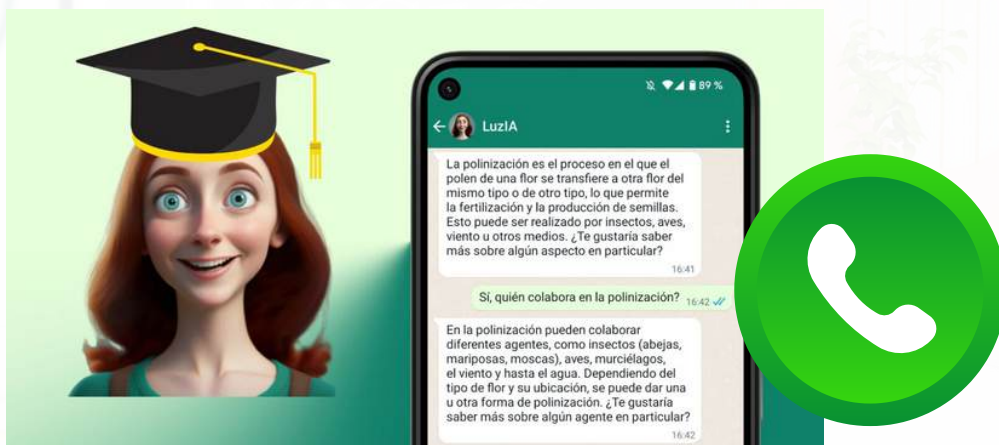 89 %
LuzIA
La polinización es el proceso en el que el
polen de una flor se transfiere a otra flor del
mismo tipo o de otro tipo, lo que permite
la fertilización y la producción de semillas.
Esto puede ser realizado por insectos, aves,
viento u otros medios. ¿Te gustaría saber
más sobre algún aspecto en particular?
16:41
Sí, quién colabora en la polinización? 16:42
En la polinización pueden colaborar
diferentes agentes, como insectos (abejas,
mariposas, moscas), aves, murciélagos,
el viento y hasta el agua. Dependiendo del
tipo de flor y su ubicación, se puede dar una
u otra forma de polinización. ¿Te gustaría
saber más sobre algún agente en particular?
16:42